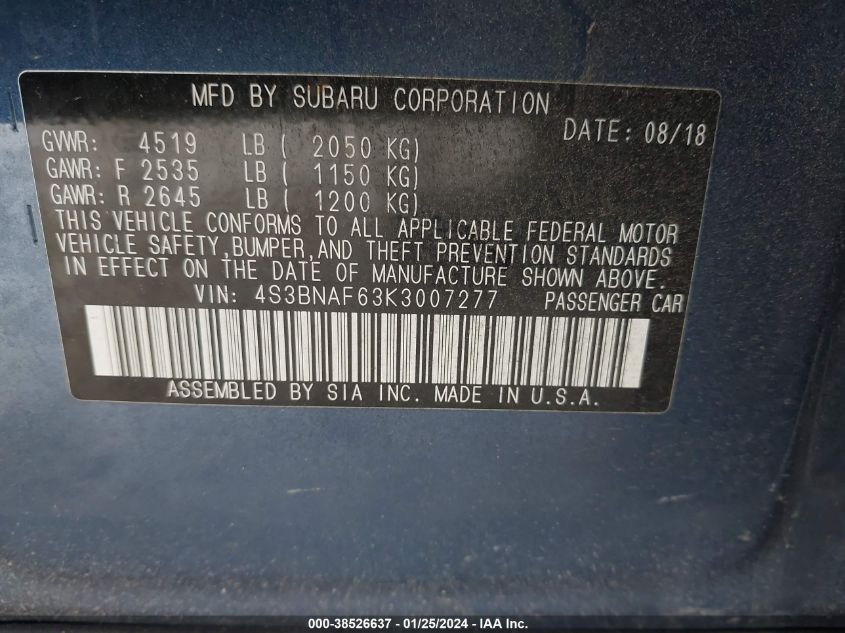 MFD BY SUBARU CORPORATION
DATE: 08/18
GVWR: 4519 LB ( 2050 KG)
GAWR: F 2535 LB ( 1150 KG)
GAWR: R 2645 LB ( 1200 KG)
THIS VEHICLE CONFORMS TO ALL APPLICABLE FEDERAL MOTOR
VEHICLE SAFETY,BUMPER,AND THEFT PREVENTION STANDARDS
IN EFFECT ON THE DATE OF MANUFACTURE SHOWN ABOVE.
VIN: 4S3BNAF63K3007277 PASSENGER CAR
ASSEMBLED BY SIA INC. MADE IN U.S.A.
000-38526637 - 01/25/2024 - IAA Inc.